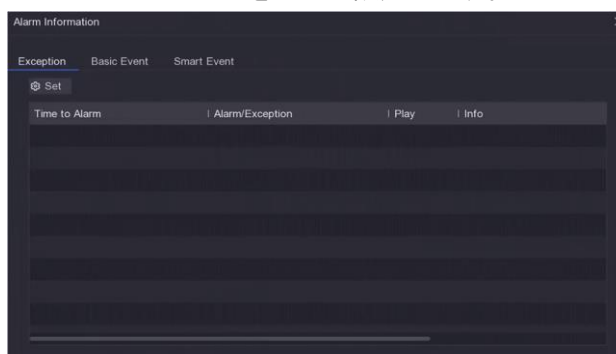 Alarm Information
Exception Basic Event Smart Event
Set
Time to Alarm Alarm/Exception Play Info